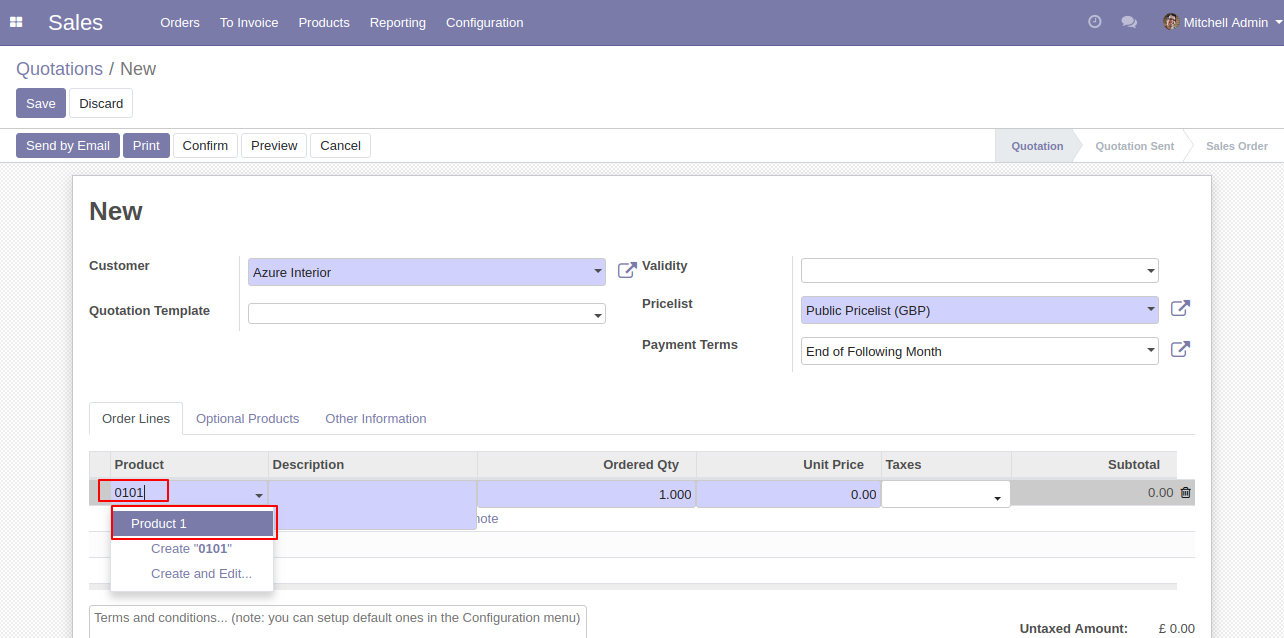 Sales Orders To Invoice Products Reporting Configuration Mitchell Admin
Quotations / New
Save Discard
Send by Email Print Confirm Preview Cancel Quotation Quotation Sent Sales Order
New
Customer Azure Interior Validity
Quotation Template Pricelist Public Pricelist (GBP)
Payment Terms End of Following Month
Order Lines Optional Products Other Information
Product Description Ordered Qty Unit Price Taxes Subtotal
0101 1.000 0.00 0.00
Product 1 note
Create "0101"
Create and Edit...
Terms and conditions... (note: you can setup default ones in the Configuration menu)
Untaxed Amount: £ 0.00